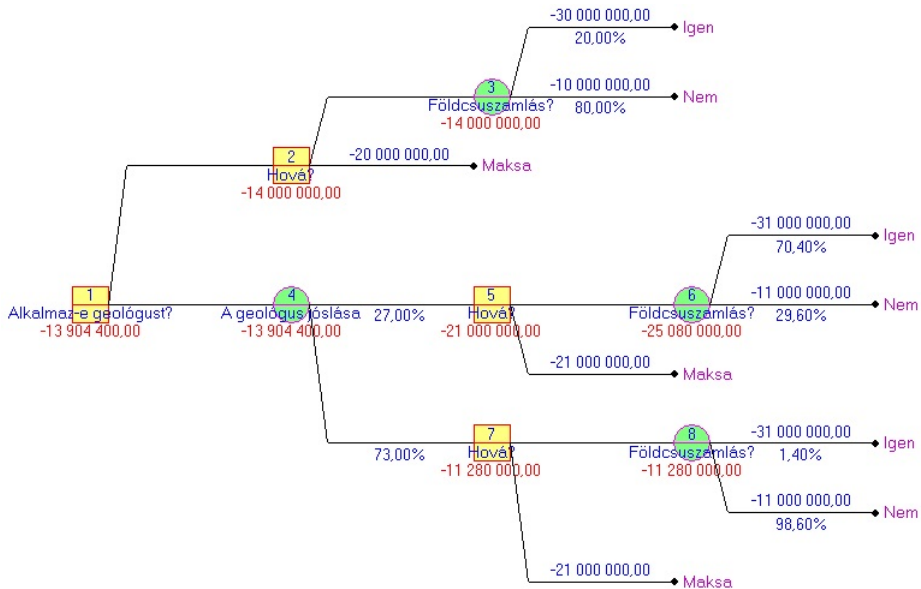 -30 000 000,00
Igen
20,00%
3
-10 000 000,00
Földcsuszamlás?
Nem
80,00%
-14 000 000,00
2
-20 000 000,00
Maksa
Hová?
-14 000 000,00
-31 000 000,00
Igen
70,40%
1
4
5
6
-11 000 000,00
Nem
Alkalmaz-e geológust?
A geológus jóslása
27,00%
Hová?
Földcsuszamlás?
29,60%
-13 904 400,00
-13 904 400,00
-21 000 000,00
-25 080 000,00
-21 000 000,00
Maksa
7
8
-31 000 000,00
Igen
73,00%
Hová?
Földcsuszamlás?
1,40%
-11 280 000,00
-11 280 000,00
-11 000 000,00
Nem
98,60%
-21 000 000,00
Maksa